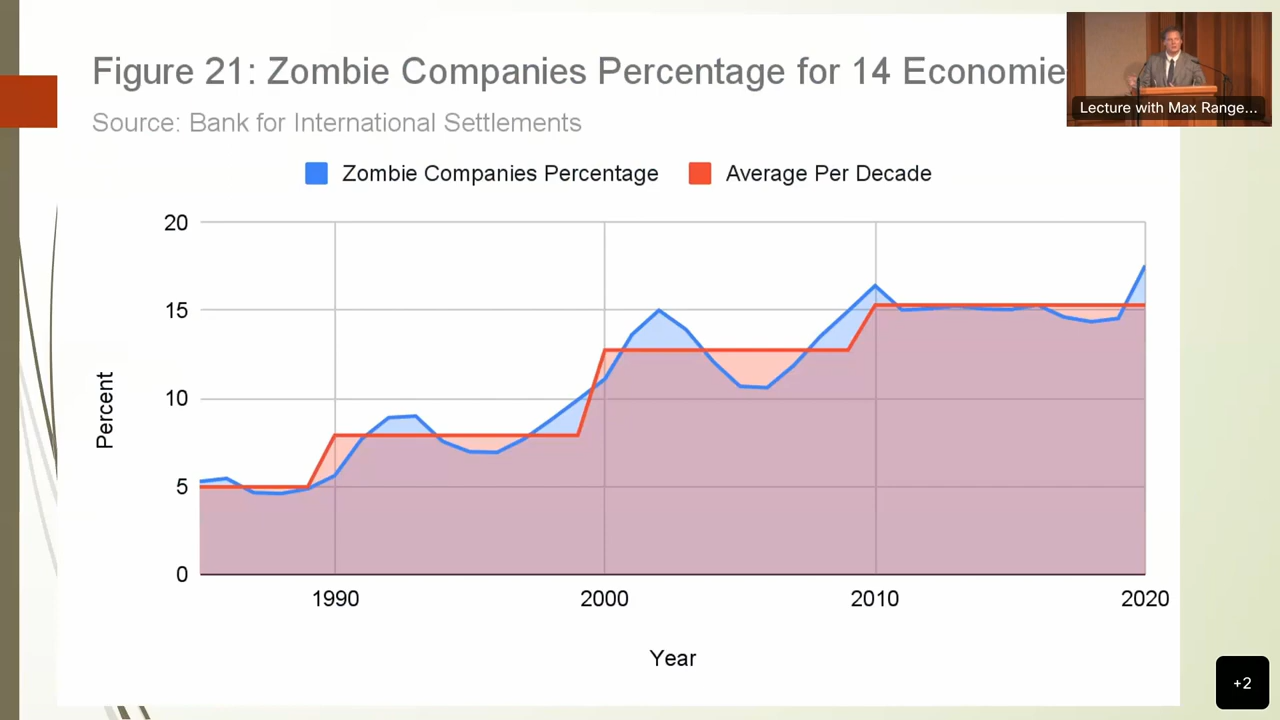 Figure 21: Zombie Companies Percentage for 14 Economie
Lecture with Max Range...
Source: Bank for International Settlements
Zombie Companies Percentage
Average Per Decade
20
15
10
5
0
Percent
1990
2000
2010
2020
Year
+2